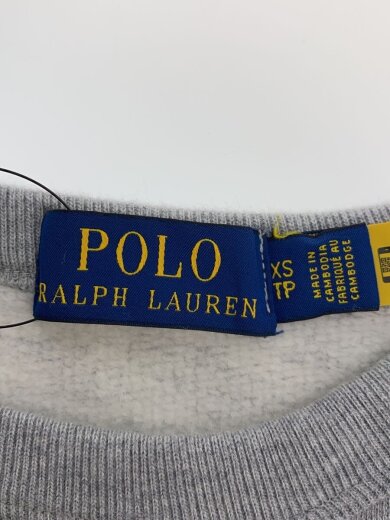 POLO
RALPH LAUREN
XS
TP
MADE IN
CAMBODIA
FABRIQUÉ AU
CAMBODGE